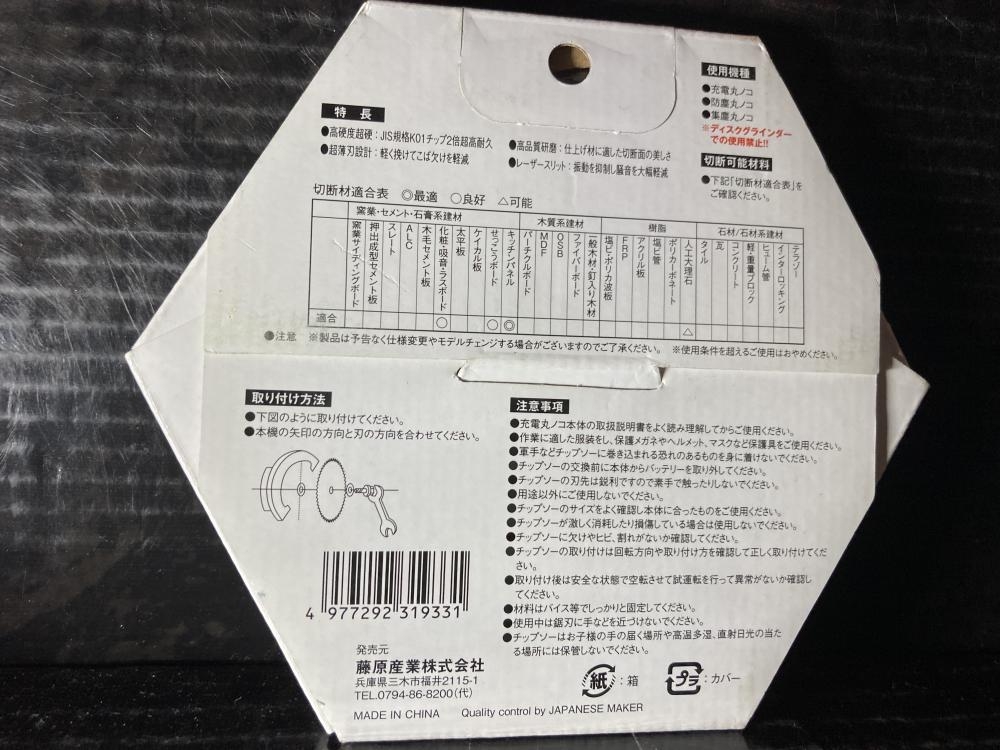 特長
●高硬度超硬：JIS規格K01チップ2倍超高耐久
●超薄刃設計：軽く挽けてこば欠けを軽減
●高品質研磨：仕上げ材に適した切断面の美しさ
●レーザースリット：振動を抑制し騒音を大幅軽減
使用機種
●充電丸ノコ
●防塵丸ノコ
●集塵丸ノコ
※ディスクグラインダー
での使用禁止!!
切断可能材料
●下記「切断材適合表」を
ご確認ください。
切断材適合表 ◎最適 ○良好 △可能
窯業・セメント・石膏系建材
木質系建材
樹脂
石材/石材系建材
窯業サイディングボード
押出成型セメント板
スレート
ALC
木毛セメント板
化粧・吸音・ラスボード
太平板
ケイカル板
せっこうボード
キッチンパネル
パーチクルボード
MDF
OSB
ファイバーボード
一般木材・釘入り木材
塩ビ・ポリカ波板
FRP
アクリル板
塩ビ管
ポリカーボネート
人工大理石
タイル
瓦
コンクリート
軽・重量ブロック
ヒューム管
インターロッキング
テラゾー
適合 ○ ○ ◎ △
●注意 ※製品は予告なく仕様変更やモデルチェンジする場合がございますのでご了承ください。 ※使用条件を超えるご使用はおやめください。
取り付け方法
●下図のように取り付けてください。
●本機の矢印の方向と刃の方向を合わせてください。
注意事項
●充電丸ノコ本体の取扱説明書をよく読み理解してからご使用ください。
●作業に適した服装をし、保護メガネやヘルメット、マスクなど保護具をご使用ください。
●軍手などチップソーに巻き込まれる恐れのあるものを身に着けないでください。
●チップソーの交換前に本体からバッテリーを取り外してください。
●チップソーの刃先は鋭利ですので素手で触ったりしないでください。
●用途以外にご使用しないでください。
●チップソーのサイズをよく確認し本体に合ったものをご使用ください。
●チップソーが激しく消耗したり損傷している場合は使用しないでください。
●チップソーに欠けやヒビ、割れがないか確認してください。
●チップソーの取り付けは回転方向や取り付け方を確認して正しく取り付けてくだ
さい。
●取り付け後は安全な状態で空転させて試運転を行って異常がないか確認し
てください。
●材料はバイス等でしっかりと固定してください。
●使用中は鋸刃に手などを近づけないでください。
●チップソーはお子様の手の届く場所や高温多湿、直射日光の当た
る場所には保管しないでください。
4 977292 319331
発売元
藤原産業株式会社
兵庫県三木市福井2115-1
TEL.0794-86-8200(代)
MADE IN CHINA Quality control by JAPANESE MAKER
紙：箱
プラ：カバー